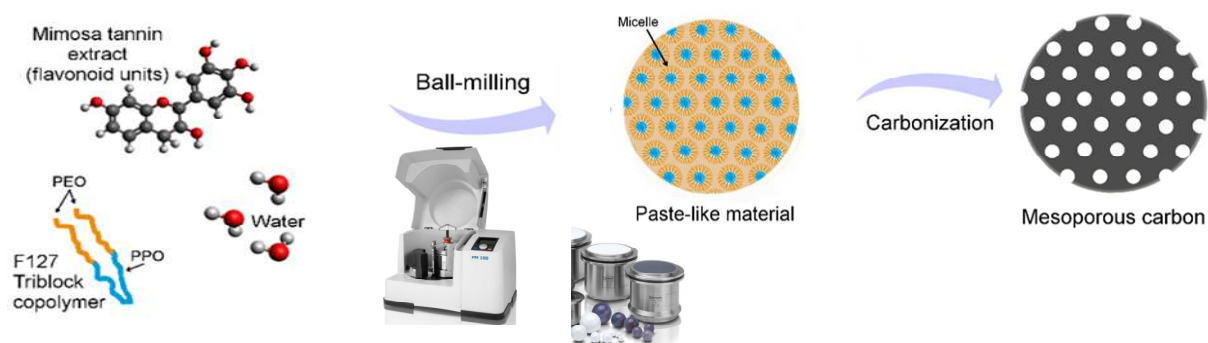 Mimosa tannin
extract
(flavonoid units)
PEO
F127
Triblock
copolymer
PPO
Water
Ball-milling
Micelle
Paste-like material
Carbonization
Mesoporous carbon